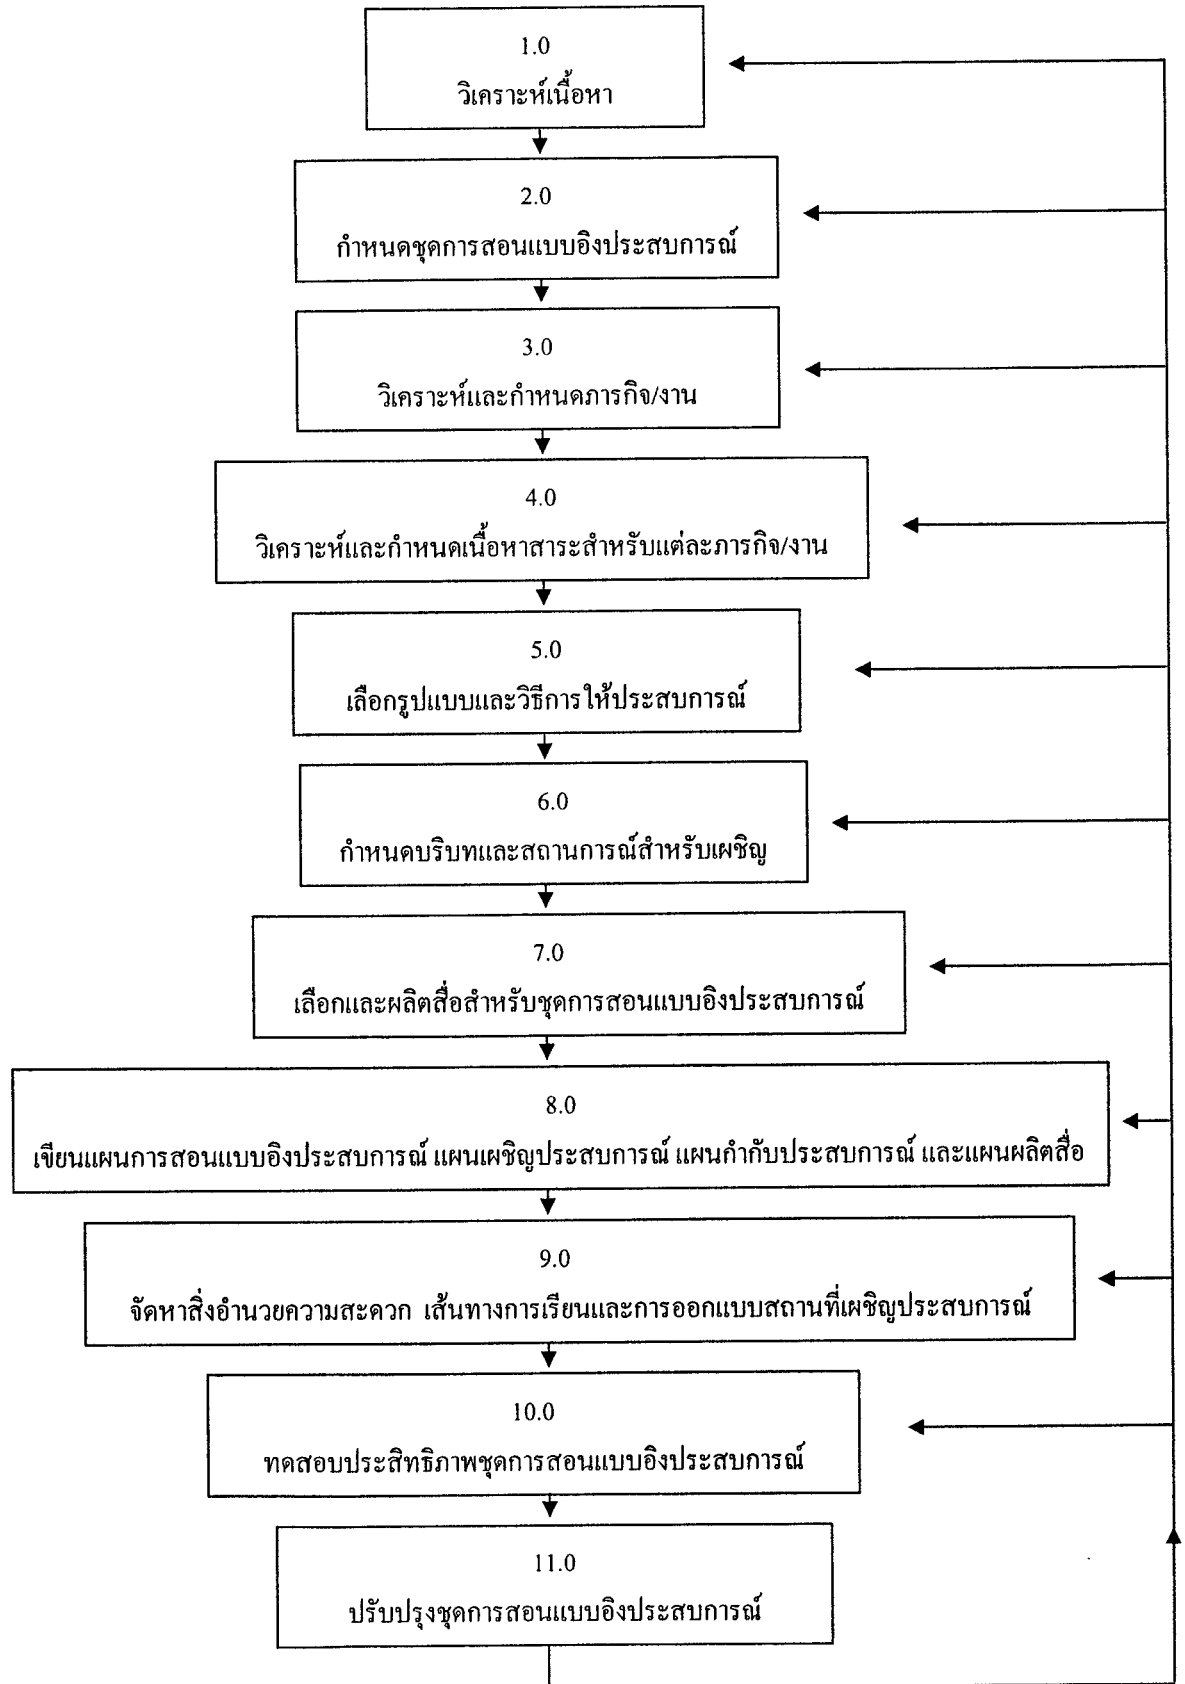 1.0
วิเคราะห์เนื้อหา
2.0
กำหนดชุดการสอนแบบอิงประสบการณ์
3.0
วิเคราะห์และกำหนดภารกิจ/งาน
4.0
วิเคราะห์และกำหนดเนื้อหาสาระสำหรับแต่ละภารกิจ/งาน
5.0
เลือกรูปแบบและวิธีการให้ประสบการณ์
6.0
กำหนดบริบทและสถานการณ์สำหรับเผชิญ
7.0
เลือกและผลิตสื่อสำหรับชุดการสอนแบบอิงประสบการณ์
8.0
เขียนแผนการสอนแบบอิงประสบการณ์ แผนเผชิญประสบการณ์ แผนกำกับประสบการณ์ และแผนผลิตสื่อ
9.0
จัดหาสิ่งอำนวยความสะดวก เส้นทางการเรียนและการออกแบบสถานที่เผชิญประสบการณ์
10.0
ทดสอบประสิทธิภาพชุดการสอนแบบอิงประสบการณ์
11.0
ปรับปรุงชุดการสอนแบบอิงประสบการณ์